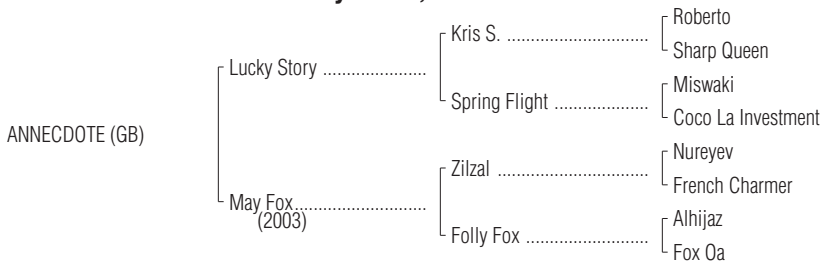 Roberto
Kris S. ......................................
Sharp Queen
Lucky Story ......................
Miswaki
Spring Flight .........................
Coco La Investment
ANNECDOTE (GB)
Nureyev
Zilzal ........................................
French Charmer
May Fox...........................
(2003)
Alhijaz
Folly Fox ................................
Fox Oa